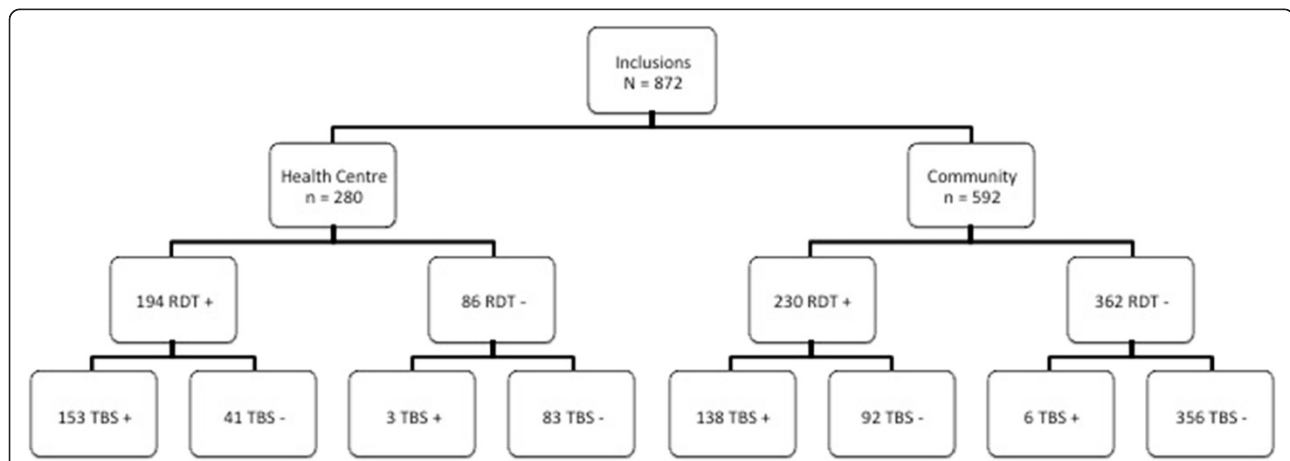 Inclusions
N = 872
Health Centre
n = 280
Community
n = 592
194 RDT +
86 RDT -
230 RDT +
362 RDT -
153 TBS +
41 TBS -
3 TBS +
83 TBS -
138 TBS +
92 TBS -
6 TBS +
356 TBS -